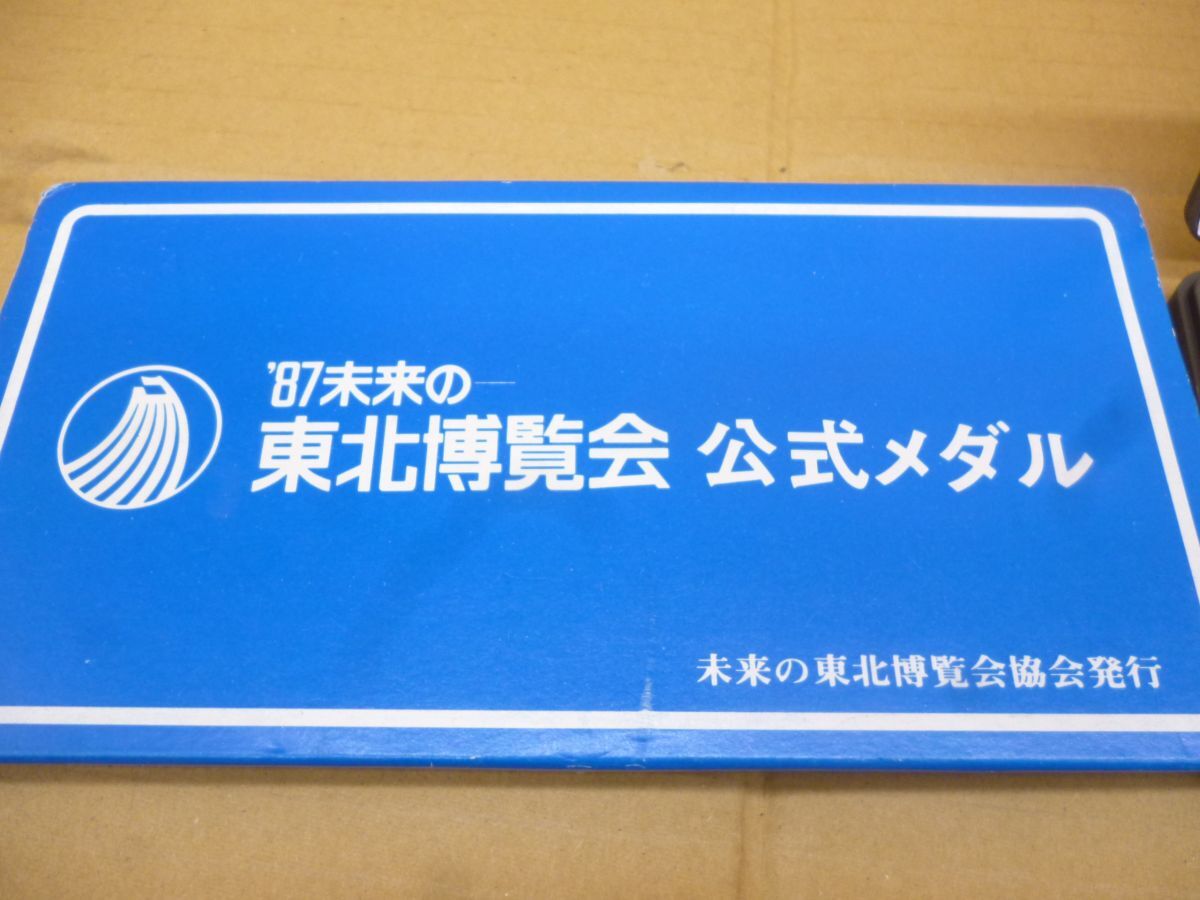 '87未来の
東北博覧会 公式メダル
未来の東北博覧会協会発行